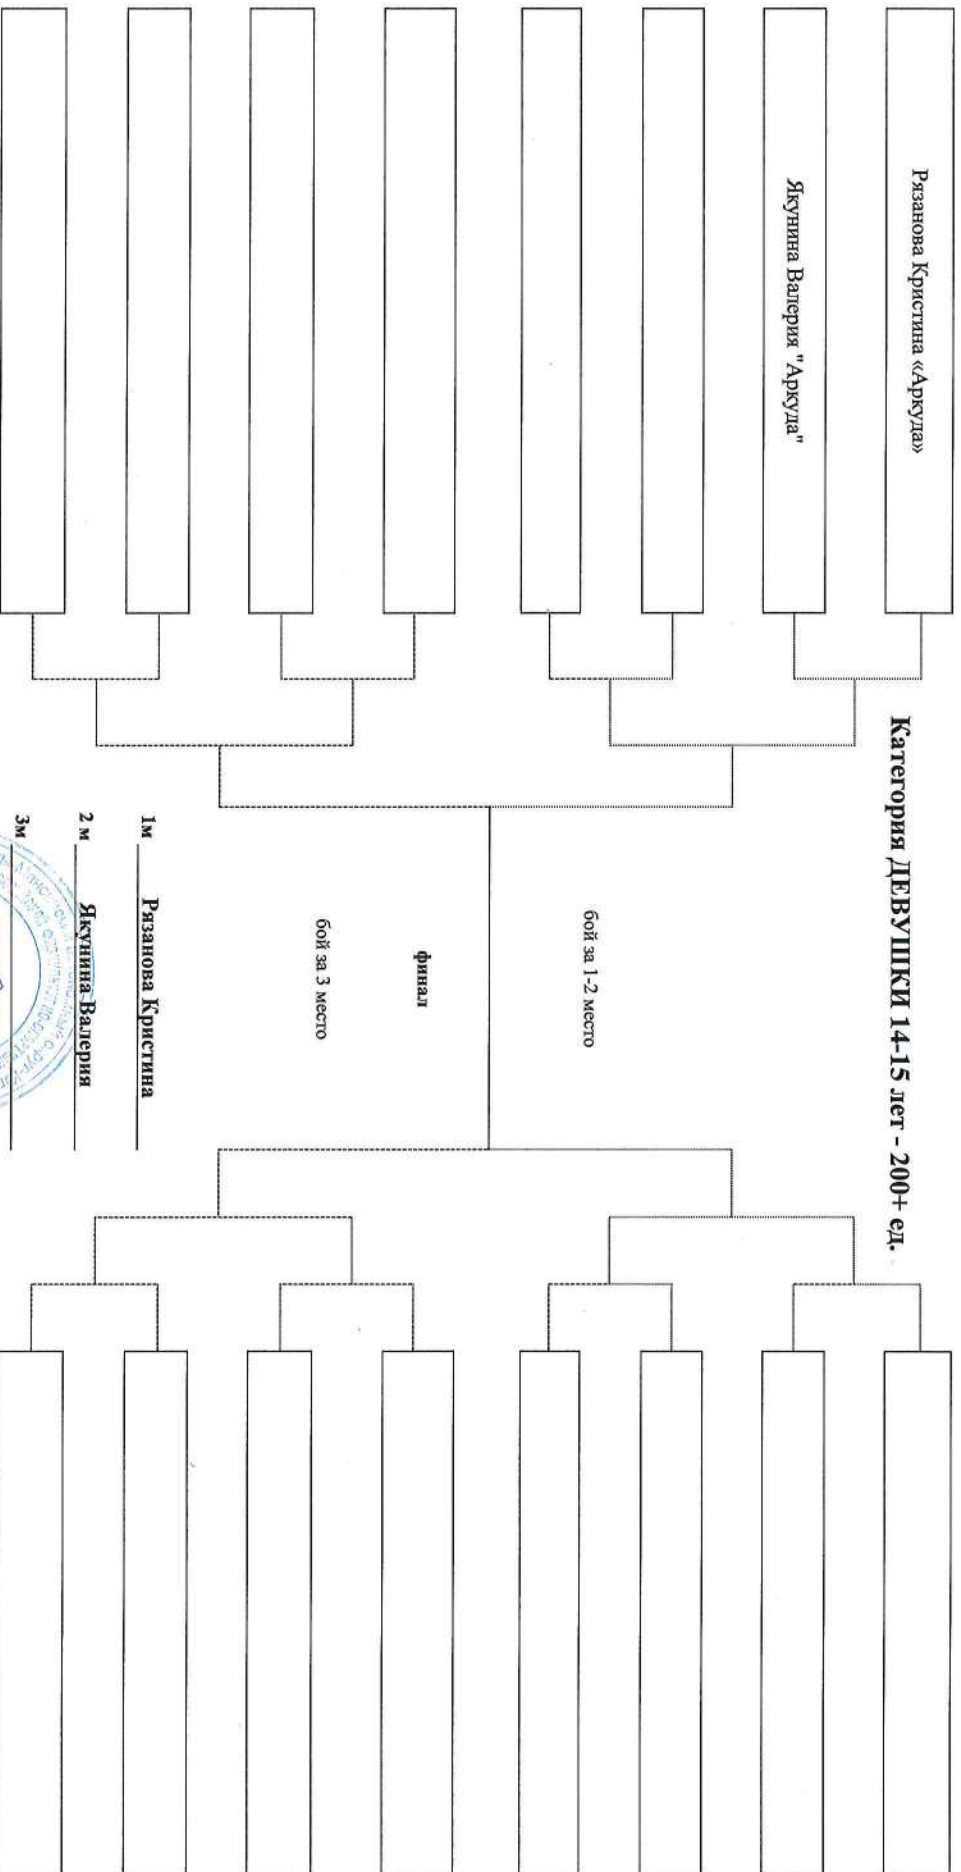 Категория ДЕВУШКИ 14-15 лет - 200+ ед.
Рязанова Кристина «Аркуда»
Якунина Валерия "Аркуда"
бой за 1-2 место
финал
бой за 3 место
1м Рязанова Кристина
2 м Якунина Валерия
3м